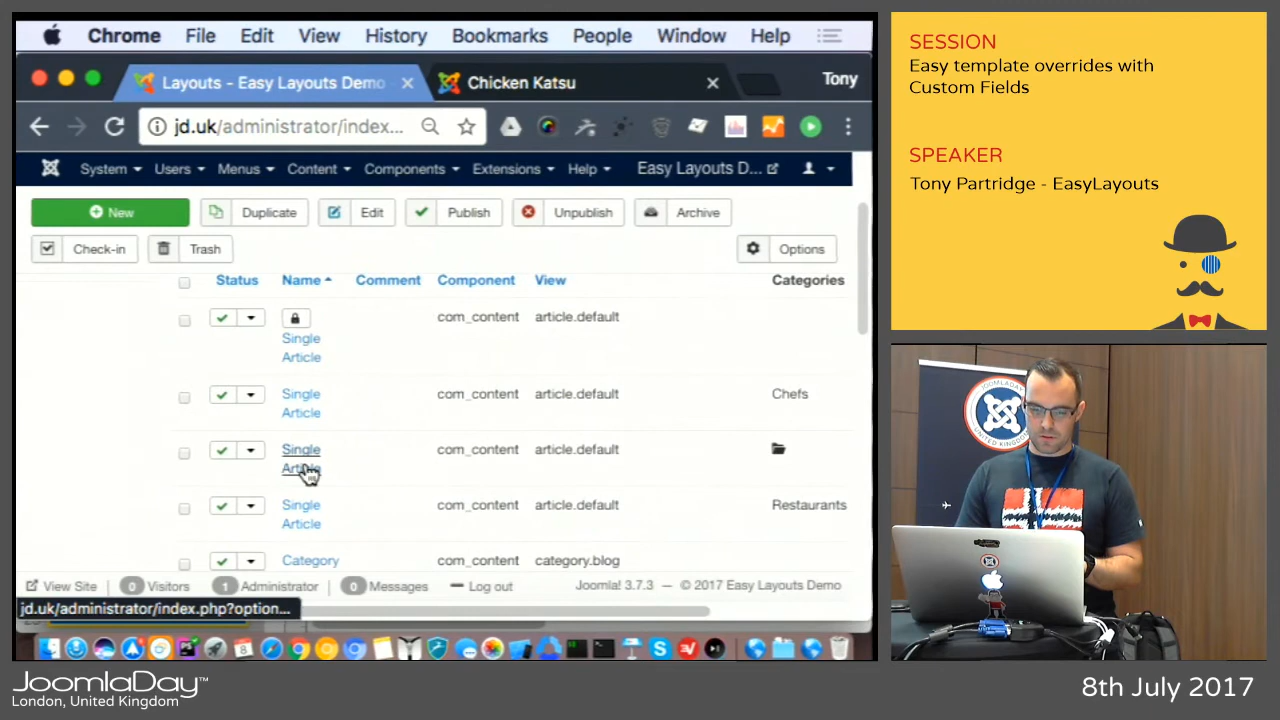 Chrome File Edit View History Bookmarks People Window Help
Layouts - Easy Layouts Demo
Chicken Katsu
Tony
jd.uk/administrator/index...
System Users Menus Content Components Extensions Help Easy Layouts D...
New Duplicate Edit Publish Unpublish Archive
Check-in Trash Options
Status Name Comment Component View Categories
com_content article.default
Single
Article
Single com_content article.default Chefs
Article
Single com_content article.default
Article
Single com_content article.default Restaurants
Article
Category com_content category.blog
View Site 0 Visitors 1 Administrator 0 Messages Log out Joomla! 3.7.3 — © 2017 Easy Layouts Demo
jd.uk/administrator/index.php?option...
SESSION
Easy template overrides with
Custom Fields
SPEAKER
Tony Partridge - EasyLayouts
JOOMLADAY
UNITED KINGDOM
JoomlaDay™
London, United Kingdom
8th July 2017